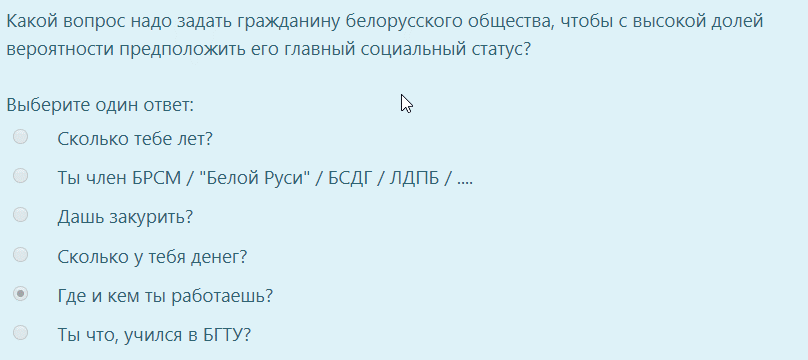 Какой вопрос надо задать гражданину белорусского общества, чтобы с высокой долей
вероятности предположить его главный социальный статус?
Выберите один ответ:
Сколько тебе лет?
Ты член БРСМ / "Белой Руси" / БСДГ / ЛДПБ / ....
Дашь закурить?
Сколько у тебя денег?
Где и кем ты работаешь?
Ты что, учился в БГТУ?